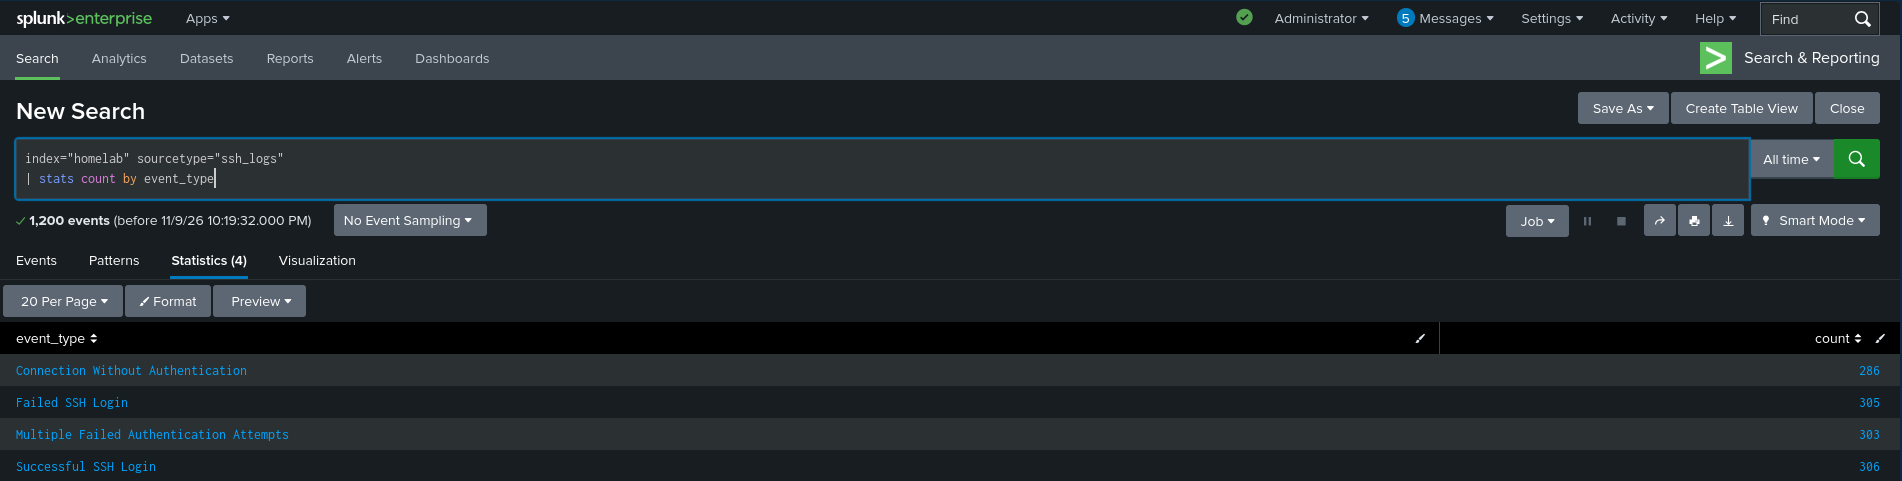 splunk>enterprise Apps Administrator 5 Messages Settings Activity Help Find
Search Analytics Datasets Reports Alerts Dashboards > Search & Reporting
New Search Save As Create Table View Close
index="homelab" sourcetype="ssh_logs"
| stats count by event_type
All time
1,200 events (before 11/9/26 10:19:32.000 PM) No Event Sampling Job Smart Mode
Events Patterns Statistics (4) Visualization
20 Per Page Format Preview
event_type count
Connection Without Authentication 286
Failed SSH Login 305
Multiple Failed Authentication Attempts 303
Successful SSH Login 306